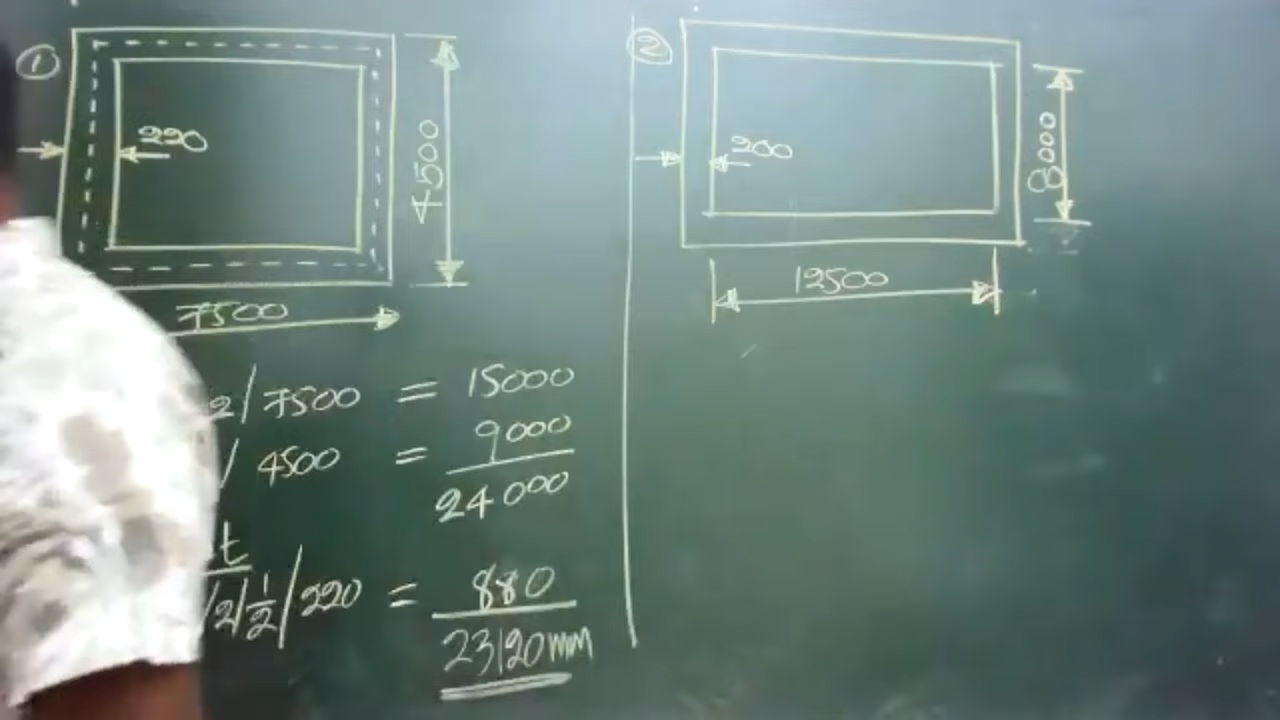 ①
220
4500
7500
2/7500 = 15000
/ 4500 = 9000
24000
t
/2/1/2/220 = 880
23120mm
②
200
8000
12500